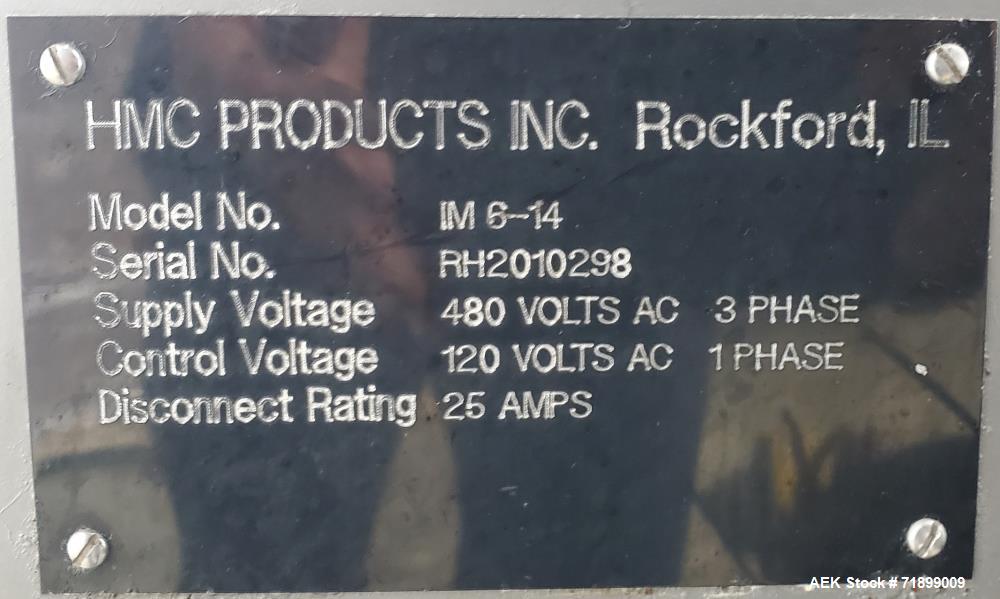 HMC PRODUCTS INC. Rockford, IL
Model No. IM 6-14
Serial No. RH2010298
Supply Voltage 480 VOLTS AC 3 PHASE
Control Voltage 120 VOLTS AC 1 PHASE
Disconnect Rating 25 AMPS
AEK Stock # 71899009